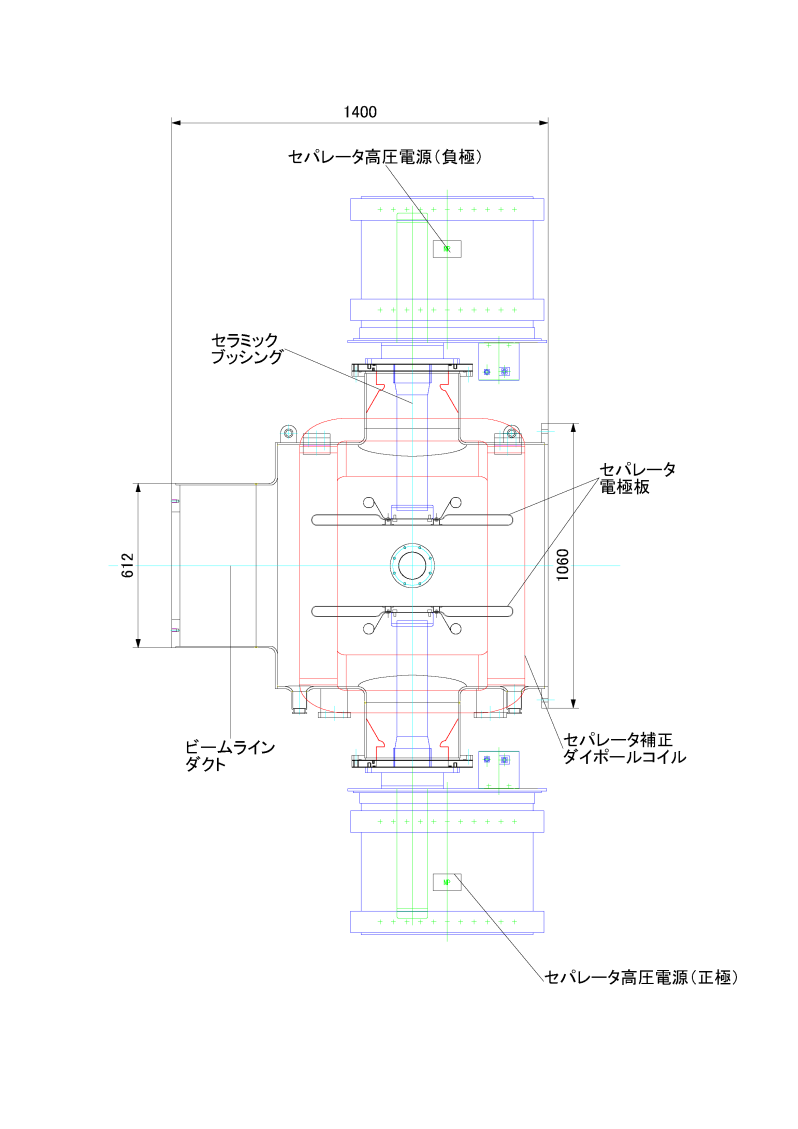 1400
セパレータ高圧電源（負極）
セラミック
ブッシング
セパレータ
電極板
612
1060
ビームライン
ダクト
セパレータ補正
ダイポールコイル
セパレータ高圧電源（正極）